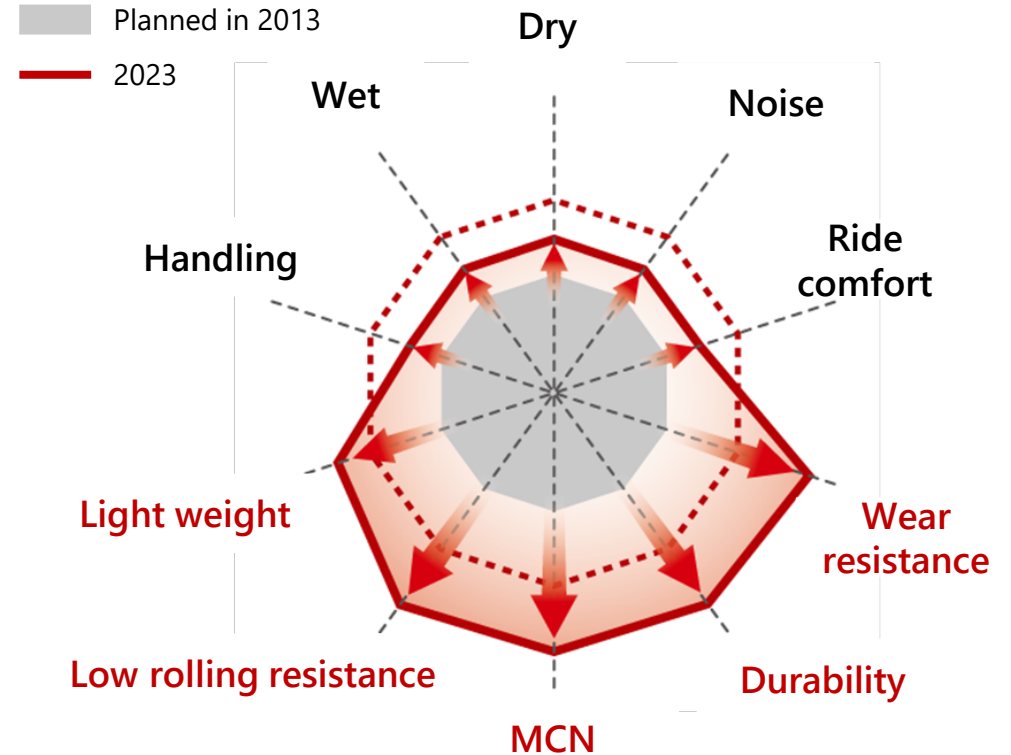 Planned in 2013
2023
Dry
Wet
Noise
Handling
Ride
comfort
Light weight
Wear
resistance
Low rolling resistance
Durability
MCN